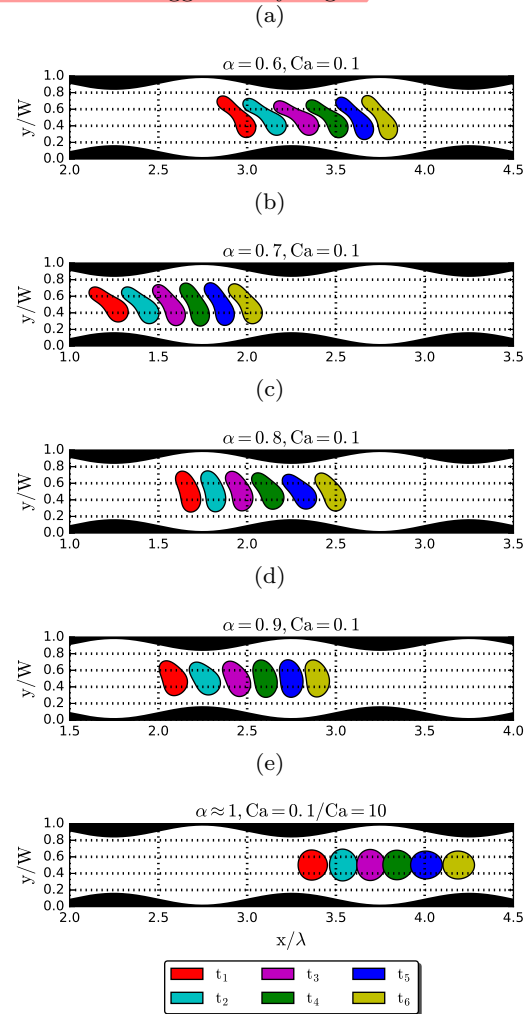 (a)
α = 0.6, Ca = 0.1
1.0
0.8
0.6
0.4
0.2
0.0
y/W
2.0 2.5 3.0 3.5 4.0 4.5
(b)
α = 0.7, Ca = 0.1
1.0
0.8
0.6
0.4
0.2
0.0
y/W
1.0 1.5 2.0 2.5 3.0 3.5
(c)
α = 0.8, Ca = 0.1
1.0
0.8
0.6
0.4
0.2
0.0
y/W
1.0 1.5 2.0 2.5 3.0 3.5
(d)
α = 0.9, Ca = 0.1
1.0
0.8
0.6
0.4
0.2
0.0
y/W
1.5 2.0 2.5 3.0 3.5 4.0
(e)
α ≈ 1, Ca = 0.1/Ca = 10
1.0
0.8
0.6
0.4
0.2
0.0
y/W
2.0 2.5 3.0 3.5 4.0 4.5
x/λ
t₁ t₃ t₅
t₂ t₄ t₆